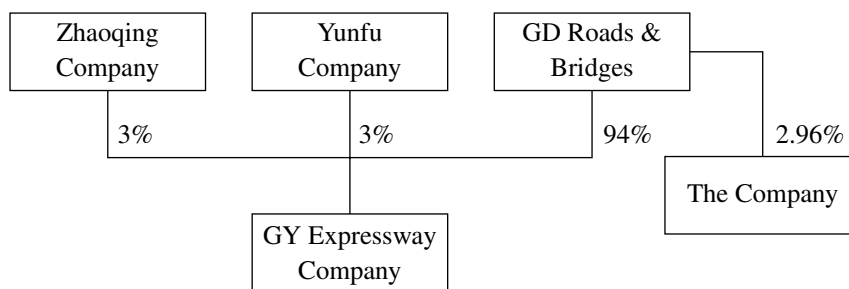 Zhaoqing
Company
Yunfu
Company
GD Roads &
Bridges
3%
3%
94%
2.96%
The Company
GY Expressway
Company